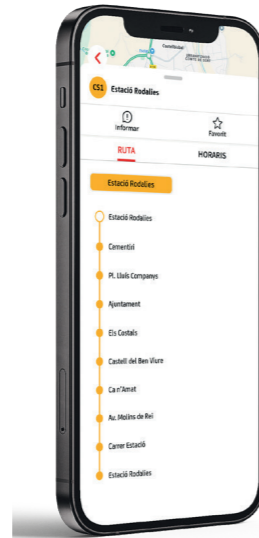 CS1 Estació Rodalies
Informar
Favorit
RUTA
HORARIS
Estació Rodalies
Estació Rodalies
Cementiri
Pl. Lluís Companys
Ajuntament
Els Costals
Castell del Ben Viure
Ca n'Amat
Av. Molins de Rei
Carrer Estació
Estació Rodalies